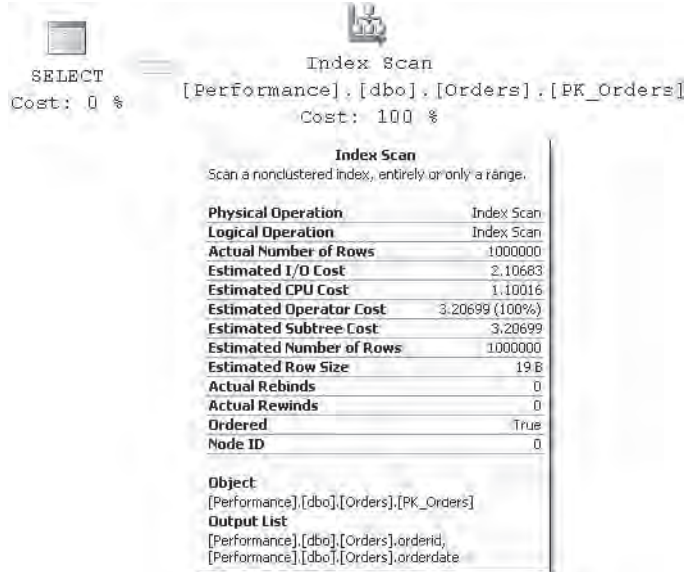 SELECT
Cost: 0 %
Index Scan
[Performance].[dbo].[Orders].[PK_Orders]
Cost: 100 %
Index Scan
Scan a nonclustered index, entirely or only a range.
Physical Operation Index Scan
Logical Operation Index Scan
Actual Number of Rows 1000000
Estimated I/O Cost 2.10683
Estimated CPU Cost 1.10016
Estimated Operator Cost 3.20699 (100%)
Estimated Subtree Cost 3.20699
Estimated Number of Rows 1000000
Estimated Row Size 19 B
Actual Rebinds 0
Actual Rewinds 0
Ordered True
Node ID 0
Object
[Performance].[dbo].[Orders].[PK_Orders]
Output List
[Performance].[dbo].[Orders].orderid,
[Performance].[dbo].[Orders].orderdate